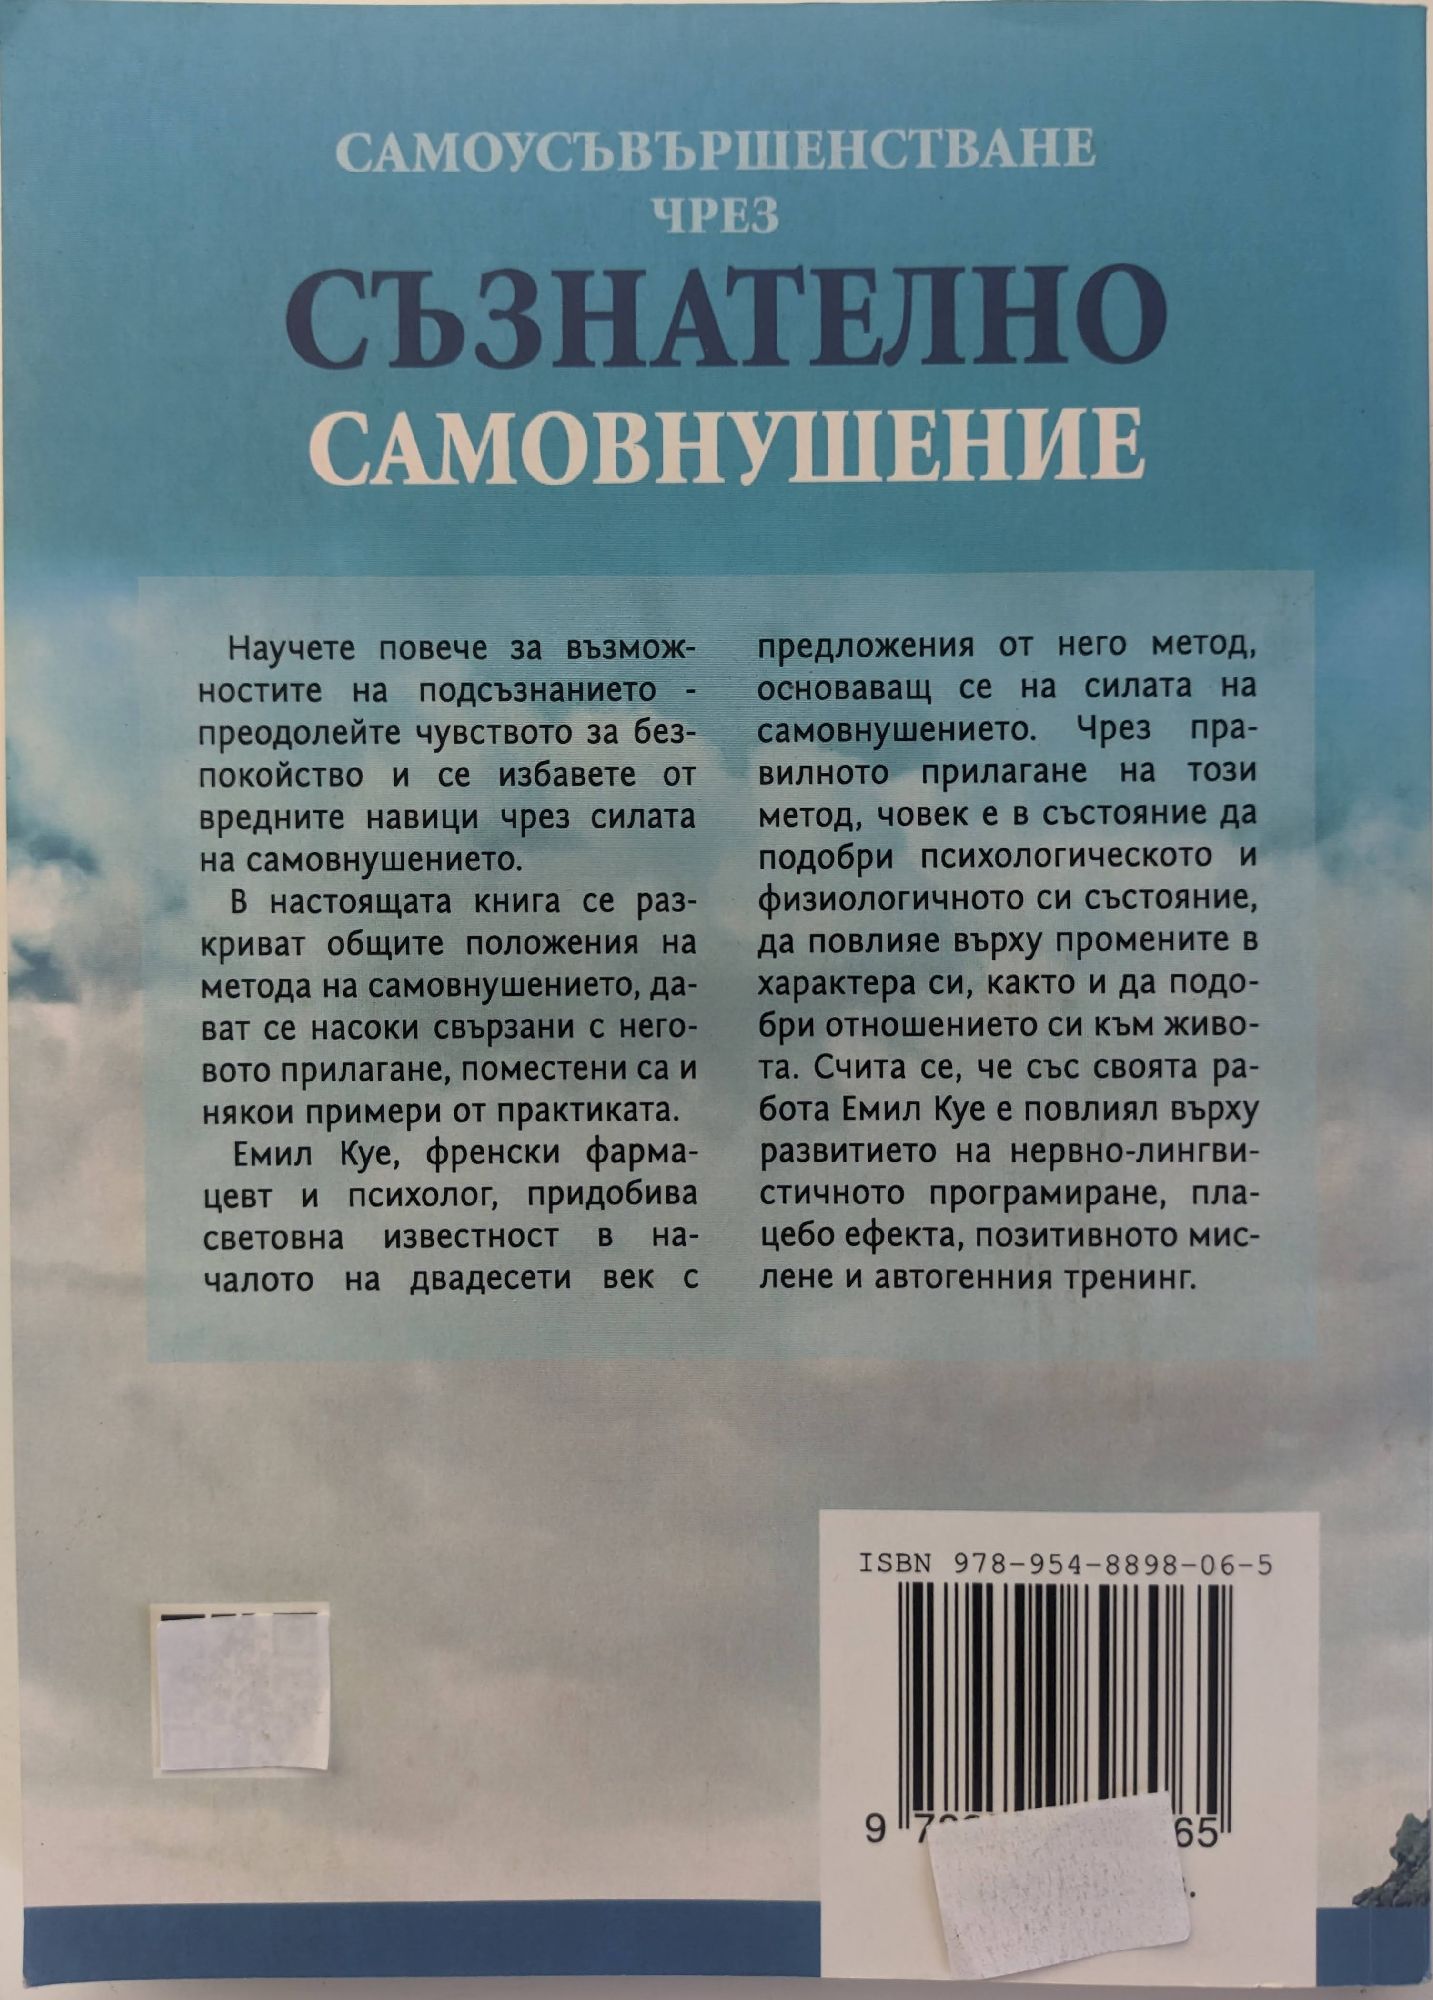 САМОУСЪВЪРШЕНСТВАНЕ
ЧРЕЗ
СЪЗНАТЕЛНО
САМОВНУШЕНИЕ
Научете повече за възмож-
ностите на подсъзнанието -
преодолейте чувството за без-
покойство и се избавете от
вредните навици чрез силата
на самовнушението.
В настоящата книга се раз-
криват общите положения на
метода на самовнушението, да-
ват се насоки свързани с него-
вото прилагане, поместени са и
някои примери от практиката.
Емил Куе, френски фарма-
цевт и психолог, придобива
световна известност в на-
чалото на двадесети век с
предложения от него метод,
основаващ се на силата на
самовнушението. Чрез пра-
вилното прилагане на този
метод, човек е в състояние да
подобри психологическото и
физиологичното си състояние,
да повлияе върху промените в
характера си, както и да подо-
бри отношението си към живо-
та. Счита се, че със своята ра-
бота Емил Куе е повлиял върху
развитието на нервно-лингви-
стичното програмиране, пла-
цебо ефекта, позитивното мис-
лене и автогенния тренинг.
ISBN 978-954-8898-06-5
9 65